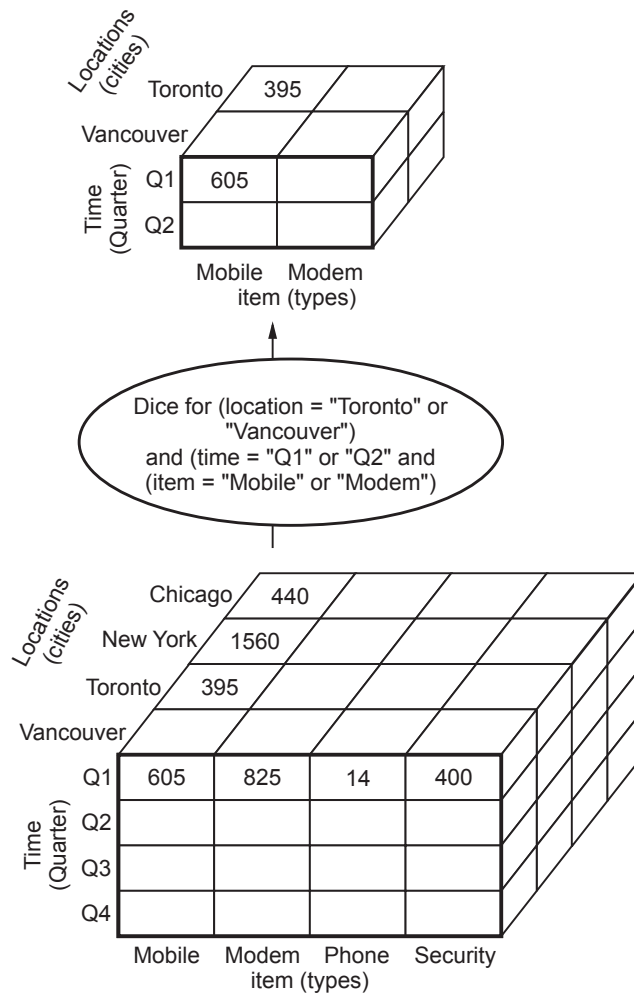 Locations
(cities)
Toronto 395
Vancouver
Time
(Quarter)
Q1 605
Q2
Mobile Modem
item (types)
Dice for (location = "Toronto" or
"Vancouver")
and (time = "Q1" or "Q2" and
(item = "Mobile" or "Modem")
Locations
(cities)
Chicago 440
New York 1560
Toronto 395
Vancouver
Time
(Quarter)
Q1 605 825 14 400
Q2
Q3
Q4
Mobile Modem Phone Security
item (types)